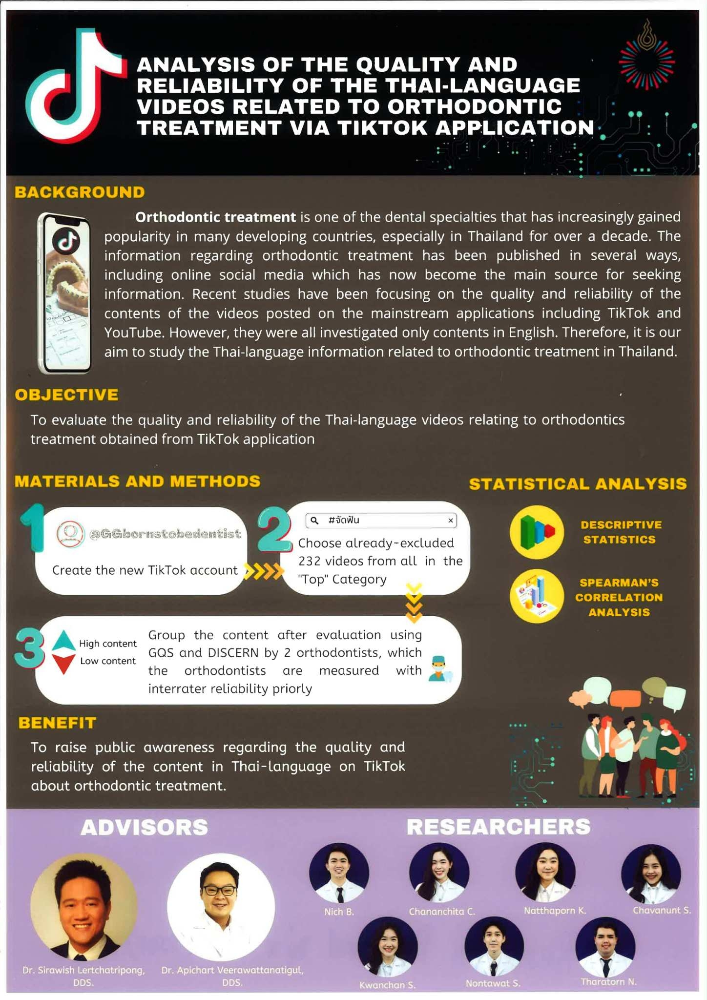 ANALYSIS OF THE QUALITY AND
RELIABILITY OF THE THAI-LANGUAGE
VIDEOS RELATED TO ORTHODONTIC
TREATMENT VIA TIKTOK APPLICATION
BACKGROUND
Orthodontic treatment is one of the dental specialties that has increasingly gained
popularity in many developing countries, especially in Thailand for over a decade. The
information regarding orthodontic treatment has been published in several ways,
including online social media which has now become the main source for seeking
information. Recent studies have been focusing on the quality and reliability of the
contents of the videos posted on the mainstream applications including TikTok and
YouTube. However, they were all investigated only contents in English. Therefore, it is our
aim to study the Thai-language information related to orthodontic treatment in Thailand.
OBJECTIVE
To evaluate the quality and reliability of the Thai-language videos relating to orthodontics
treatment obtained from TikTok application
MATERIALS AND METHODS
1
@GGbornstobedentist
Create the new TikTok account
2
#จัดฟัน
Choose already-excluded
232 videos from all in the
"Top" Category
3
High content
Low content
Group the content after evaluation using
GQS and DISCERN by 2 orthodontists, which
the orthodontists are measured with
interrater reliability priorly
STATISTICAL ANALYSIS
DESCRIPTIVE
STATISTICS
SPEARMAN'S
CORRELATION
ANALYSIS
BENEFIT
To raise public awareness regarding the quality and
reliability of the content in Thai-language on TikTok
about orthodontic treatment.
ADVISORS
Dr. Sirawish Lertchatripong,
DDS.
Dr. Apichart Veerawattanatigul,
DDS.
RESEARCHERS
Nich B.
Chananchita C.
Natthaporn K.
Chavanunt S.
Kwanchan S.
Nontawat S.
Tharatorn N.